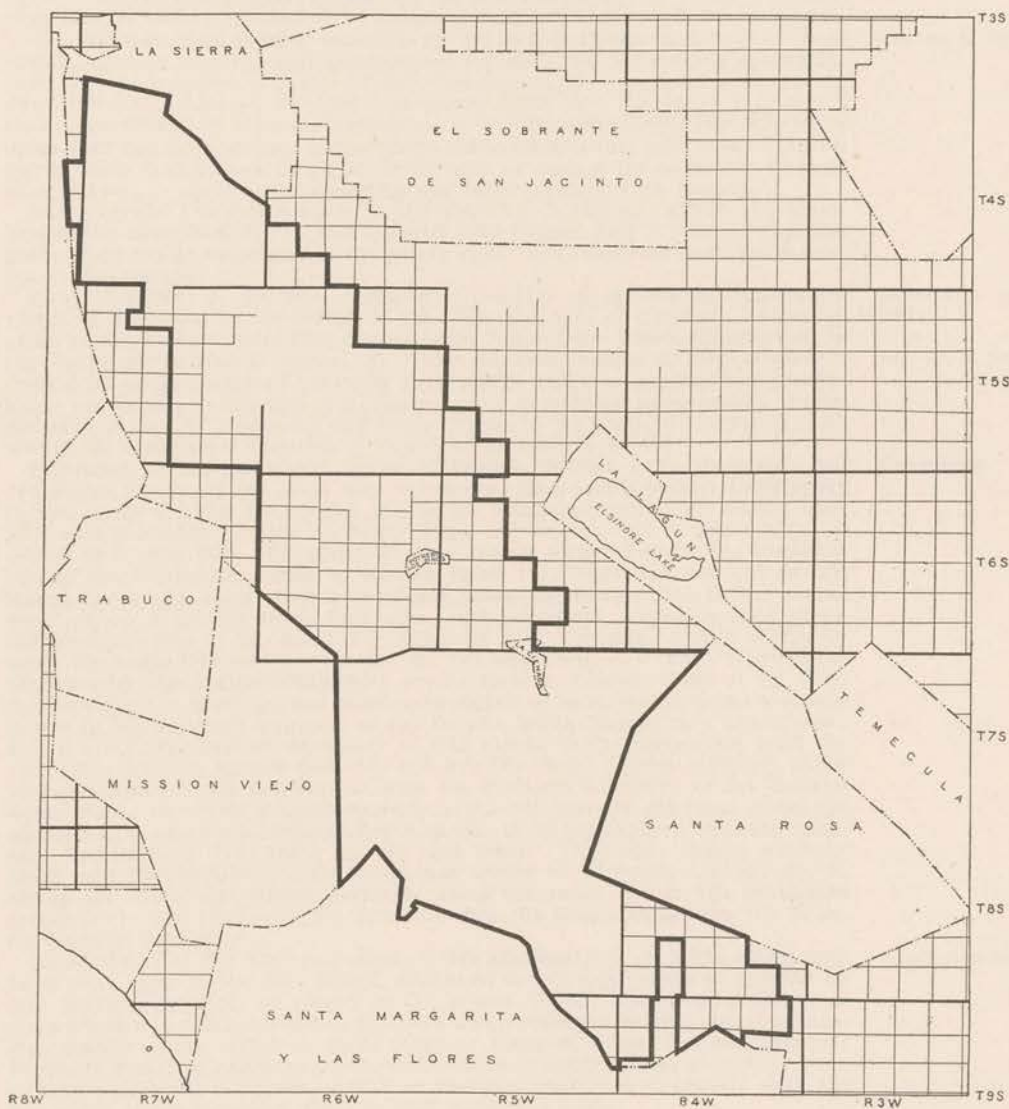 T3S
LA SIERRA
EL SOBRANTE
DE SAN JACINTO
T4S
T5S
LA LAGUN
ELSINORE LAKE
T6S
TRABUCO
T7S
TEMECULA
MISSION VIEJO
SANTA ROSA
T8S
SANTA MARGARITA
Y LAS FLORES
R8W
R7W
R6W
R5W
R4W
R3W
T9S